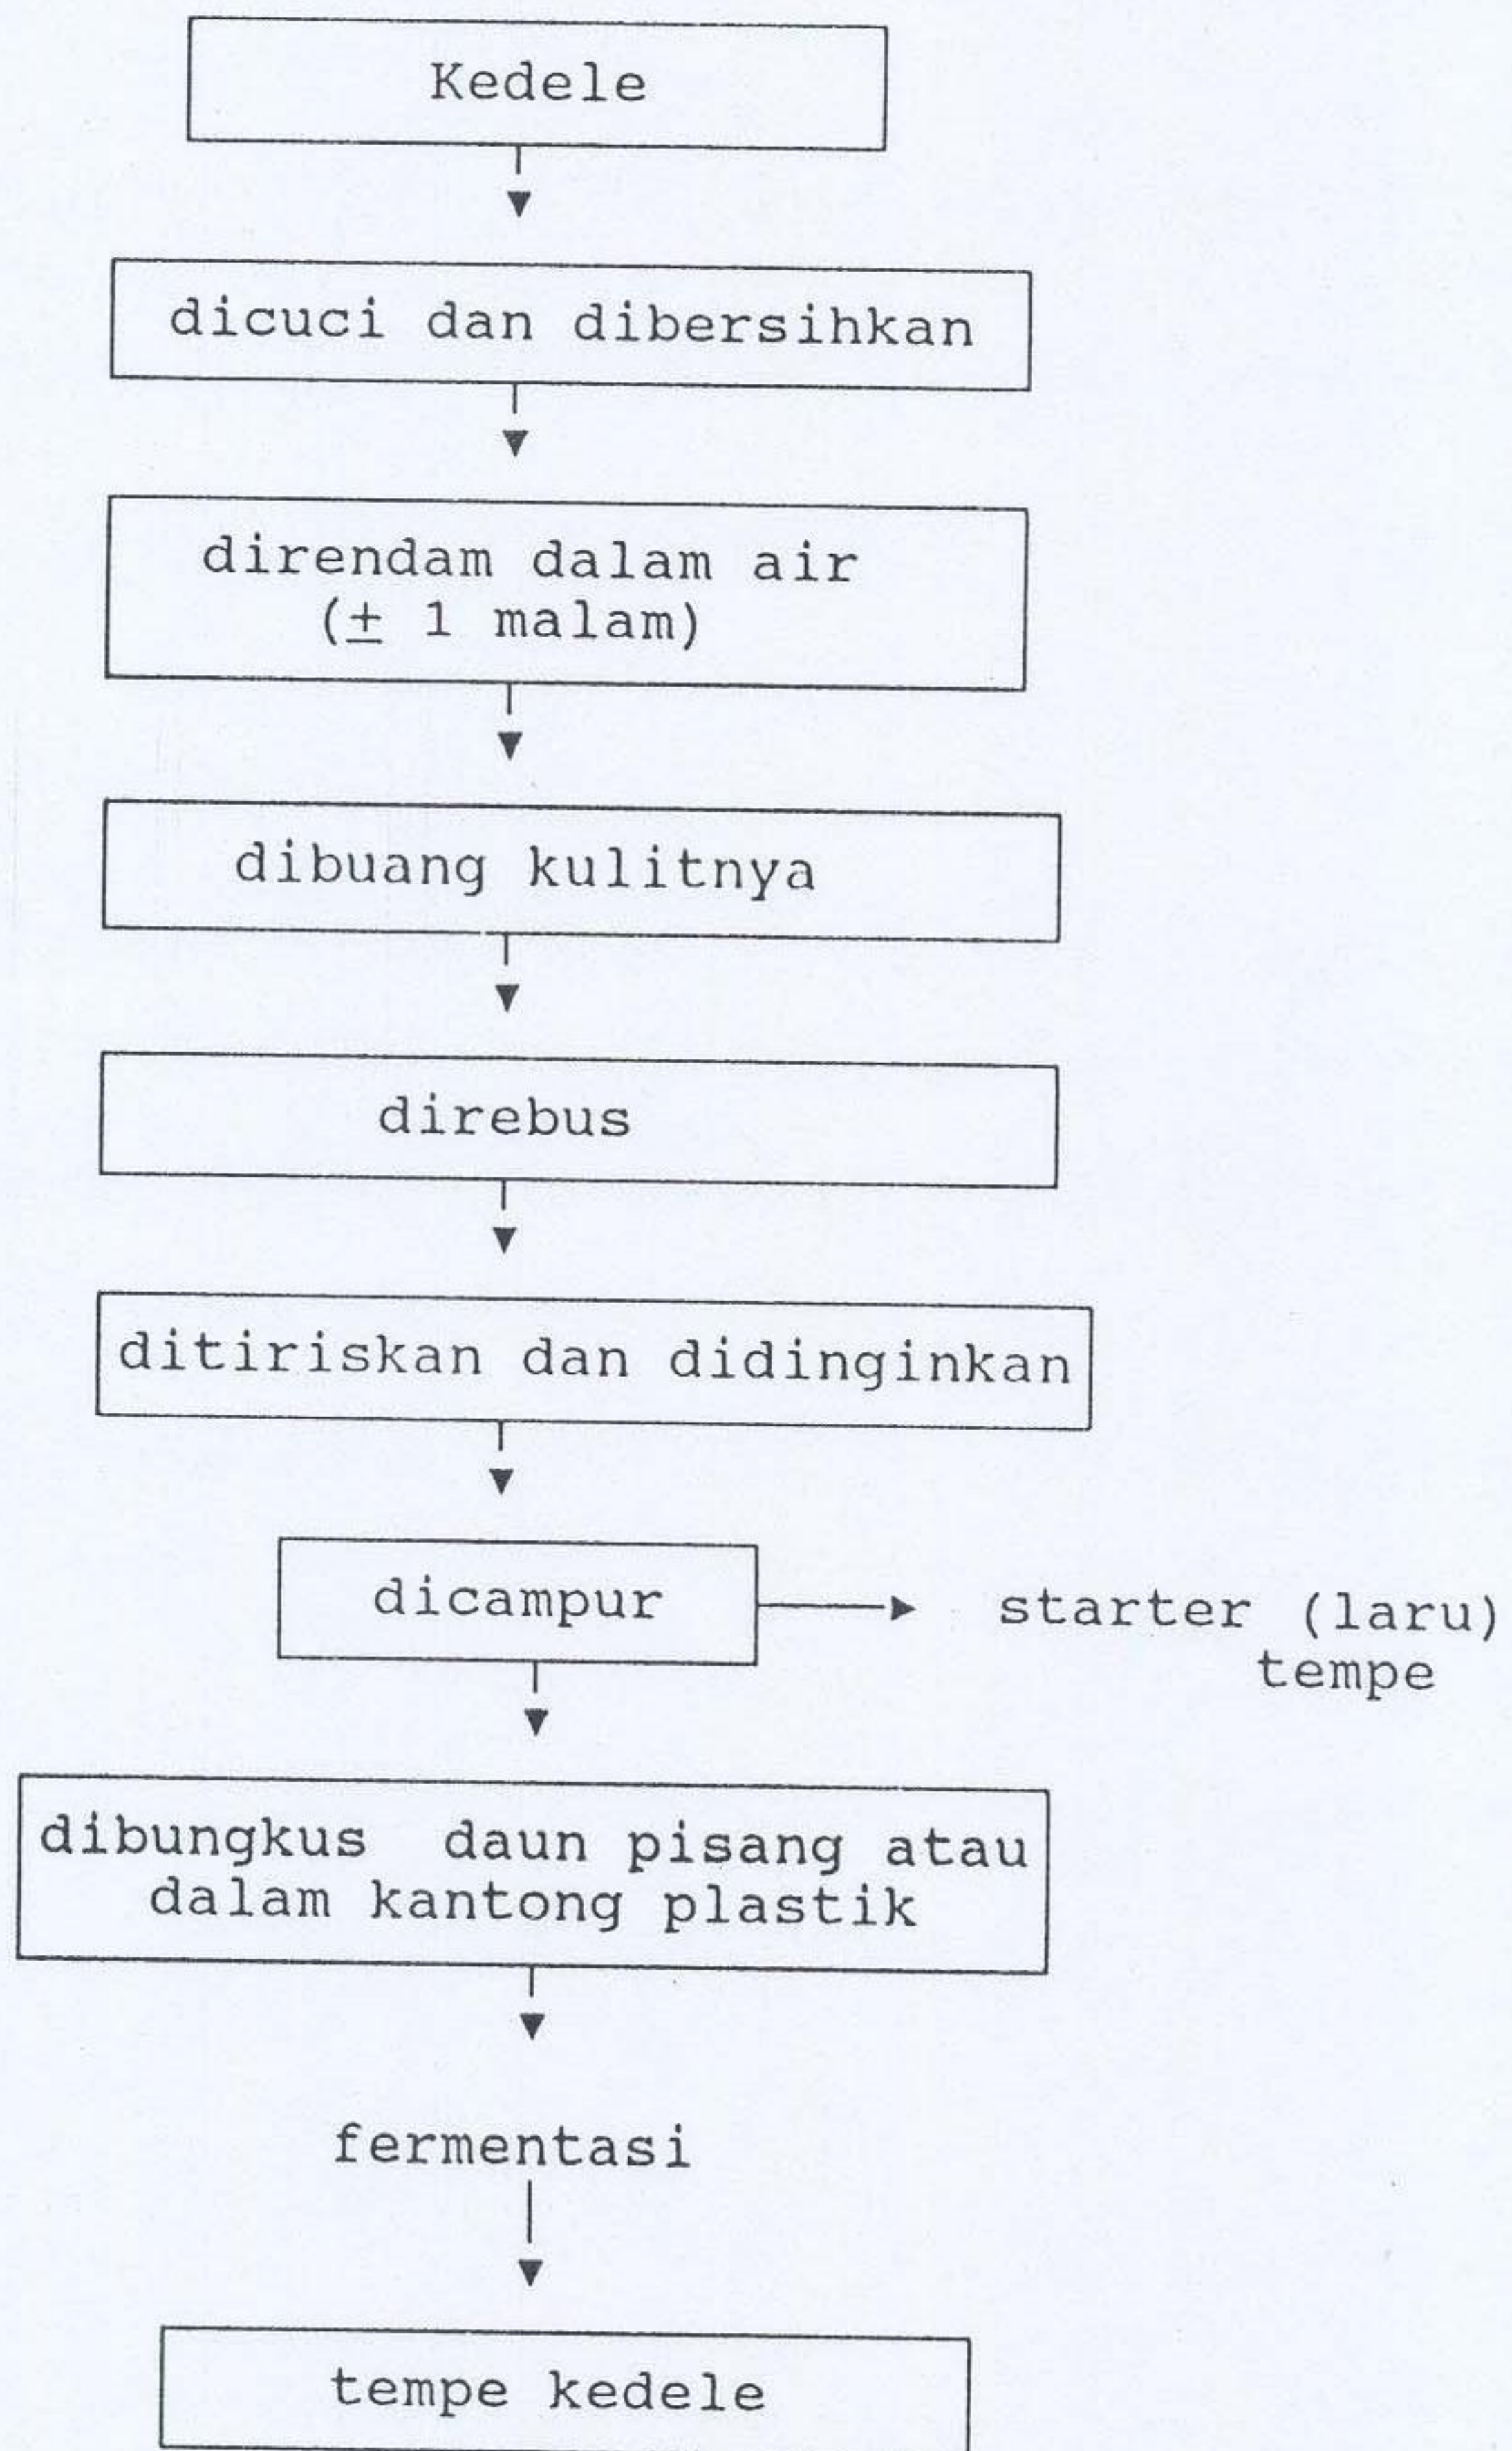 Kedele
dicuci dan dibersihkan
direndam dalam air
(± 1 malam)
dibuang kulitnya
direbus
ditiriskan dan didinginkan
dicampur
starter (laru)
tempe
dibungkus daun pisang atau
dalam kantong plastik
fermentasi
tempe kedele